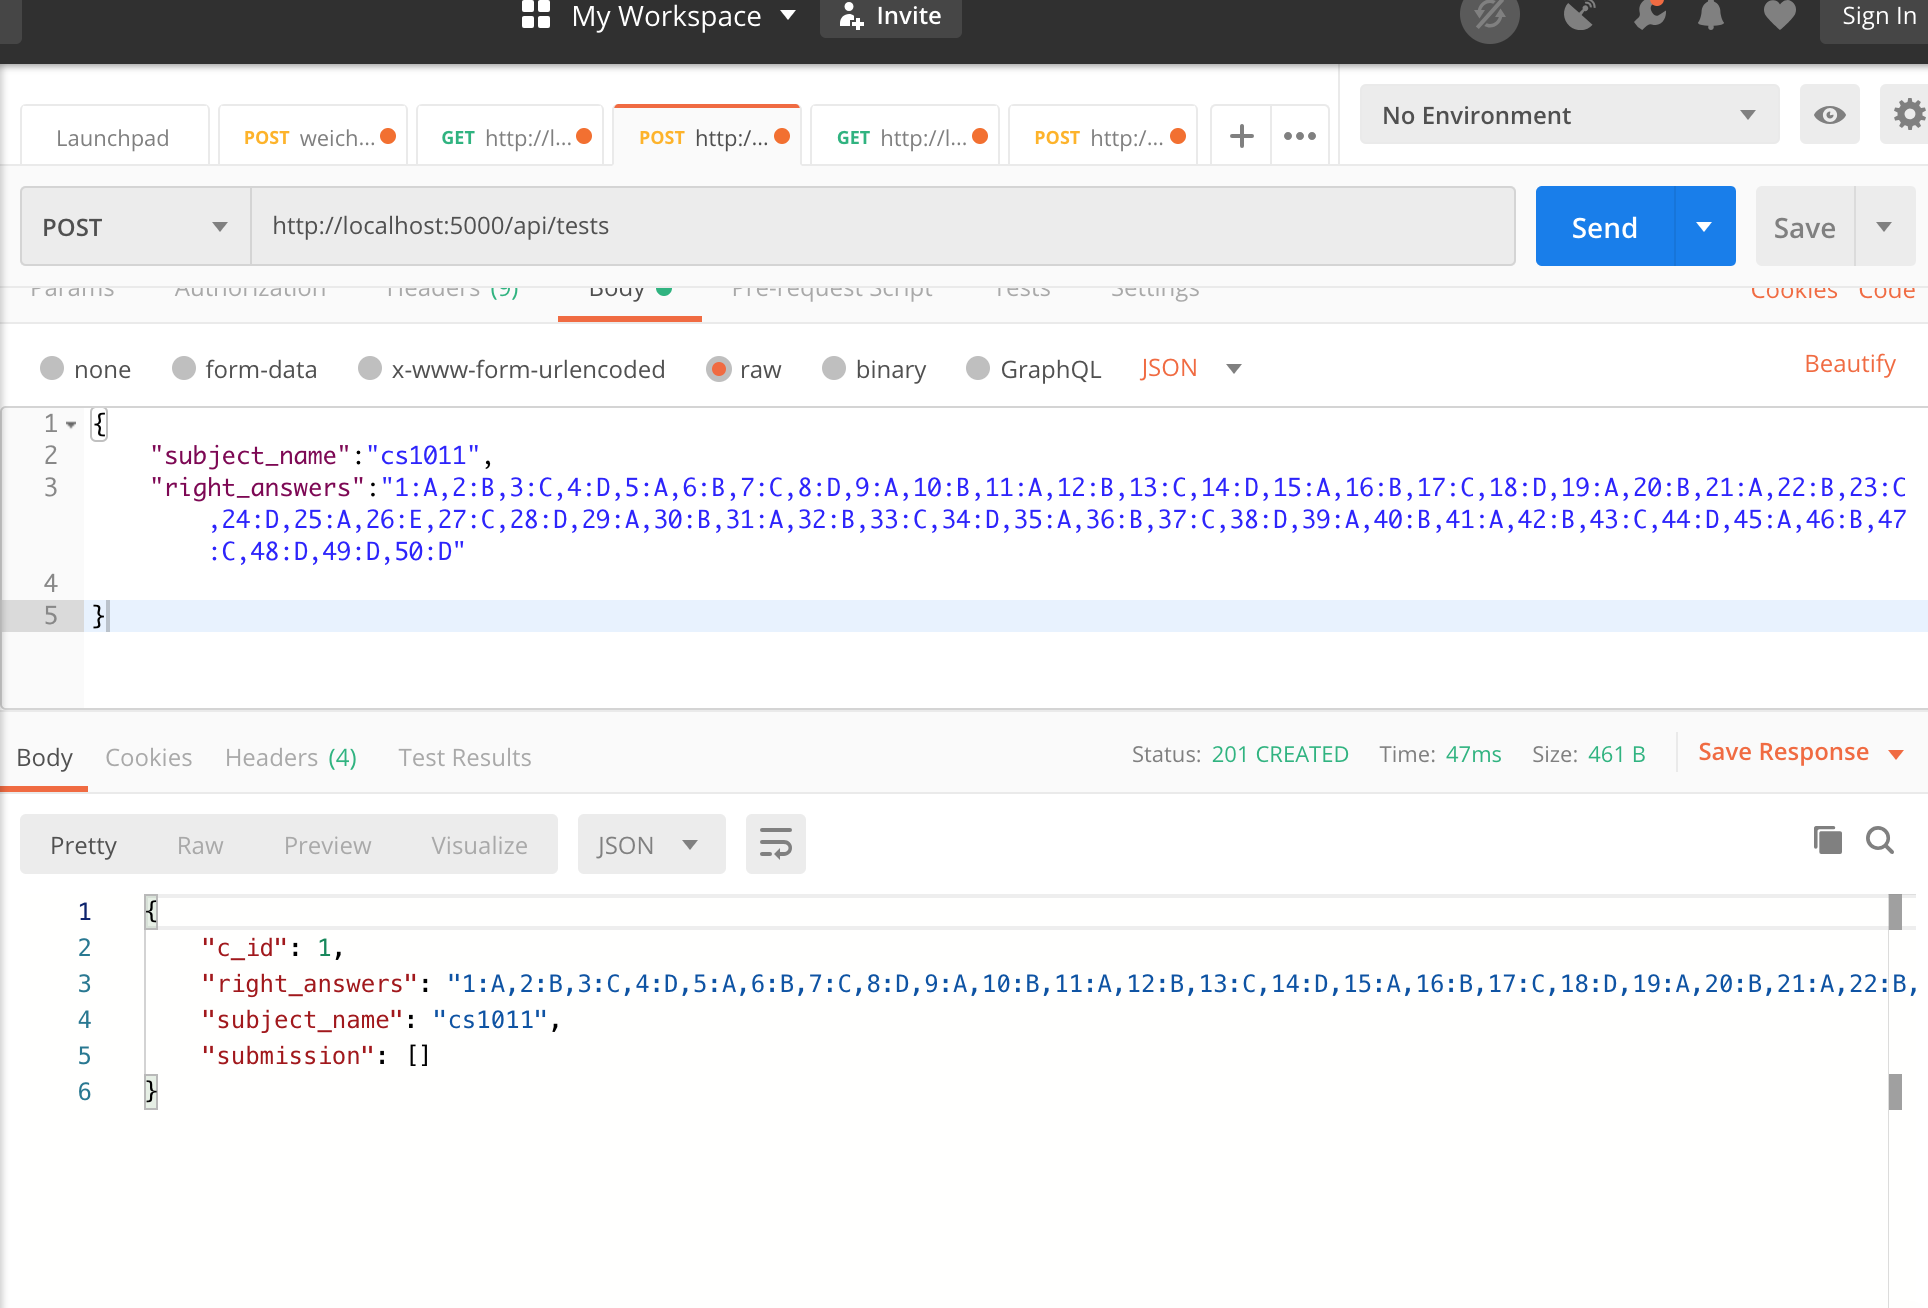 My Workspace Invite Sign In
Launchpad POST weich... GET http://l... POST http:/... GET http://l... POST http:/... No Environment
POST http://localhost:5000/api/tests Send Save
Params Authorization Headers (9) Body Pre-request Script Tests Settings Cookies Code
none form-data x-www-form-urlencoded raw binary GraphQL JSON Beautify
1 {
2 "subject_name":"cs1011",
3 "right_answers":"1:A,2:B,3:C,4:D,5:A,6:B,7:C,8:D,9:A,10:B,11:A,12:B,13:C,14:D,15:A,16:B,17:C,18:D,19:A,20:B,21:A,22:B,23:C
,24:D,25:A,26:E,27:C,28:D,29:A,30:B,31:A,32:B,33:C,34:D,35:A,36:B,37:C,38:D,39:A,40:B,41:A,42:B,43:C,44:D,45:A,46:B,47
:C,48:D,49:D,50:D"
4
5 }
Body Cookies Headers (4) Test Results Status: 201 CREATED Time: 47ms Size: 461 B Save Response
Pretty Raw Preview Visualize JSON
1 {
2 "c_id": 1,
3 "right_answers": "1:A,2:B,3:C,4:D,5:A,6:B,7:C,8:D,9:A,10:B,11:A,12:B,13:C,14:D,15:A,16:B,17:C,18:D,19:A,20:B,21:A,22:B,
4 "subject_name": "cs1011",
5 "submission": []
6 }